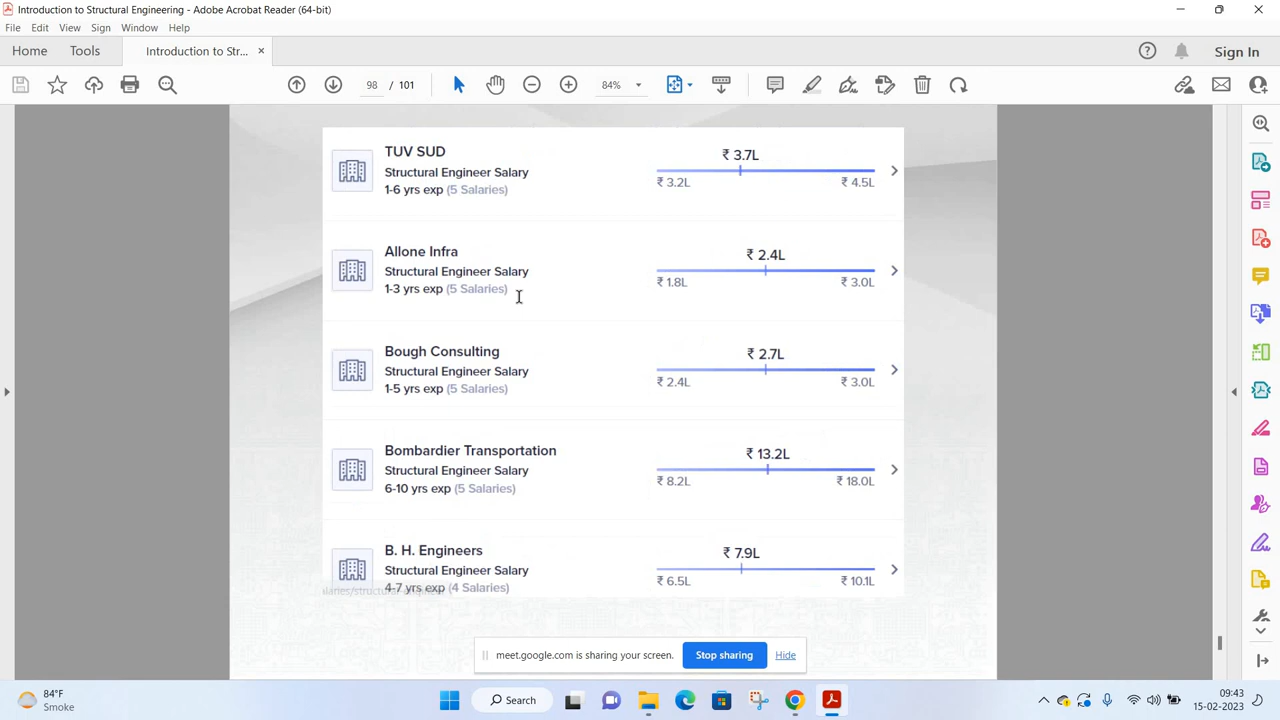 Introduction to Structural Engineering - Adobe Acrobat Reader (64-bit)
File Edit View Sign Window Help
Home Tools Introduction to Str... × Sign In
98 / 101 84%
TUV SUD
Structural Engineer Salary
1-6 yrs exp (5 Salaries)
₹ 3.7L
₹ 3.2L ₹ 4.5L
Allone Infra
Structural Engineer Salary
1-3 yrs exp (5 Salaries)
₹ 2.4L
₹ 1.8L ₹ 3.0L
Bough Consulting
Structural Engineer Salary
1-5 yrs exp (5 Salaries)
₹ 2.7L
₹ 2.4L ₹ 3.0L
Bombardier Transportation
Structural Engineer Salary
6-10 yrs exp (5 Salaries)
₹ 13.2L
₹ 8.2L ₹ 18.0L
B. H. Engineers
Structural Engineer Salary
4-7 yrs exp (4 Salaries)
₹ 7.9L
₹ 6.5L ₹ 10.1L
meet.google.com is sharing your screen. Stop sharing Hide
84°F
Smoke
Search
09:43
15-02-2023